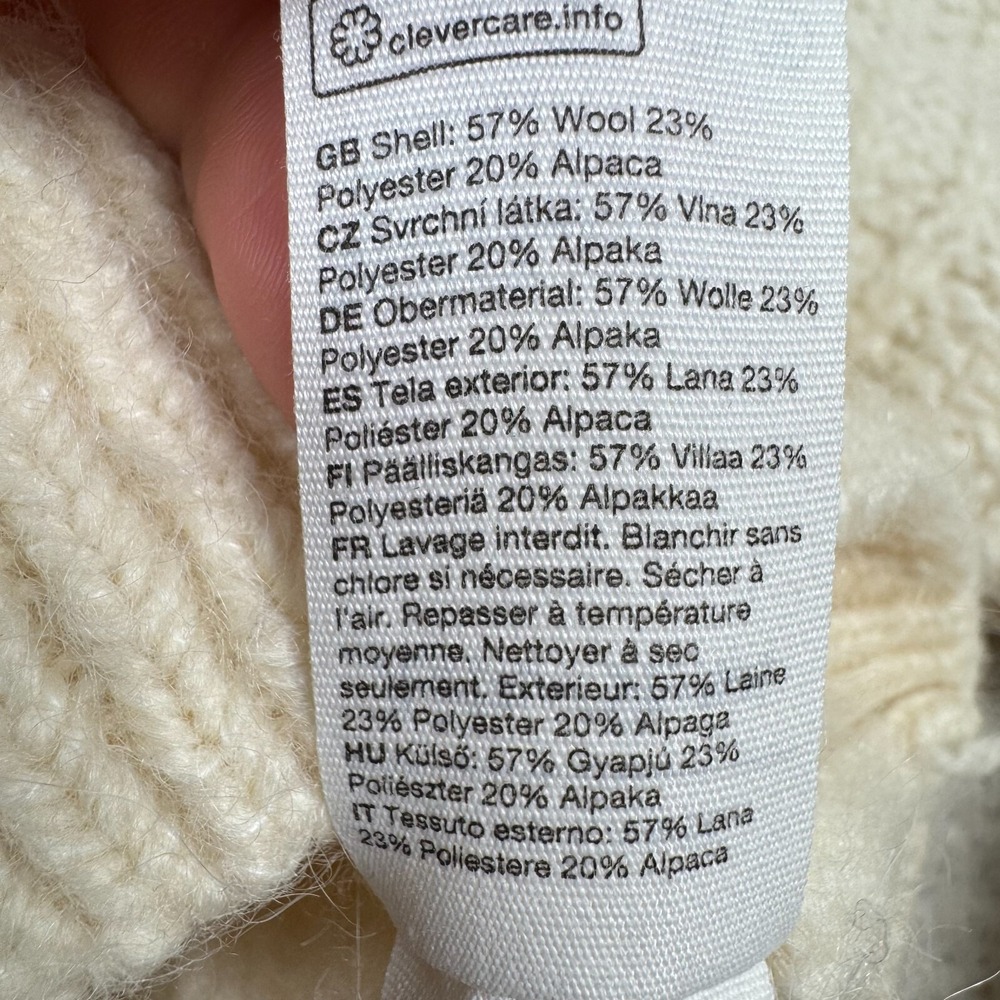 clevercare.info
GB Shell: 57% Wool 23%
Polyester 20% Alpaca
CZ Svrchní látka: 57% Vlna 23%
Polyester 20% Alpaka
DE Obermaterial: 57% Wolle 23%
Polyester 20% Alpaka
ES Tela exterior: 57% Lana 23%
Poliéster 20% Alpaca
FI Päälliskangas: 57% Villaa 23%
Polyesteriä 20% Alpakkaa
FR Lavage interdit. Blanchir sans
chlore si nécessaire. Sécher à
l'air. Repasser à température
moyenne. Nettoyer à sec
seulement. Exterieur: 57% Laine
23% Polyester 20% Alpaga
HU Külső: 57% Gyapjú 23%
Poliészter 20% Alpaka
IT Tessuto esterno: 57% Lana
23% Poliestere 20% Alpaca